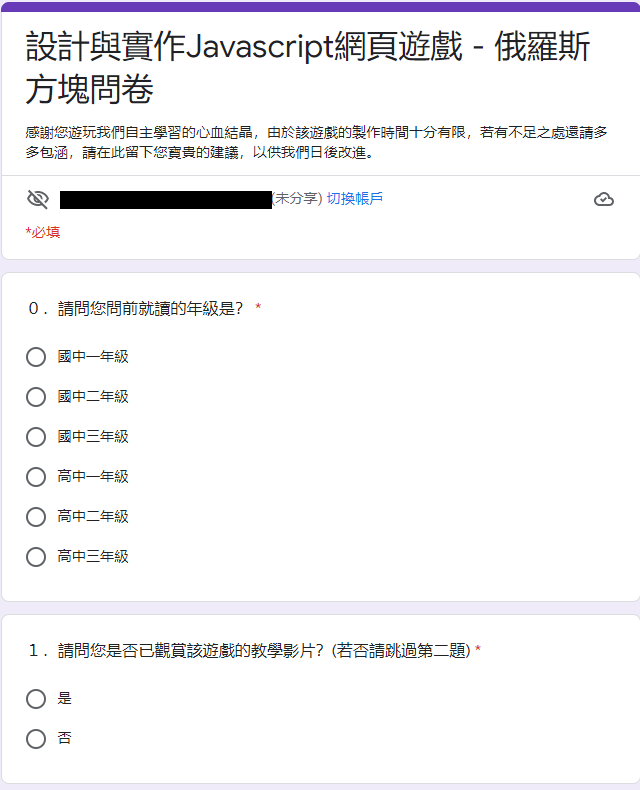 設計與實作Javascript網頁遊戲 - 俄羅斯
方塊問卷
感謝您遊玩我們自主學習的心血結晶，由於該遊戲的製作時間十分有限，若有不足之處還請多
多包涵，請在此留下您寶貴的建議，以供我們日後改進。
(未分享) 切換帳戶
*必填
０．請問您問前就讀的年級是？ *
國中一年級
國中二年級
國中三年級
高中一年級
高中二年級
高中三年級
１．請問您是否已觀賞該遊戲的教學影片？(若否請跳過第二題) *
是
否